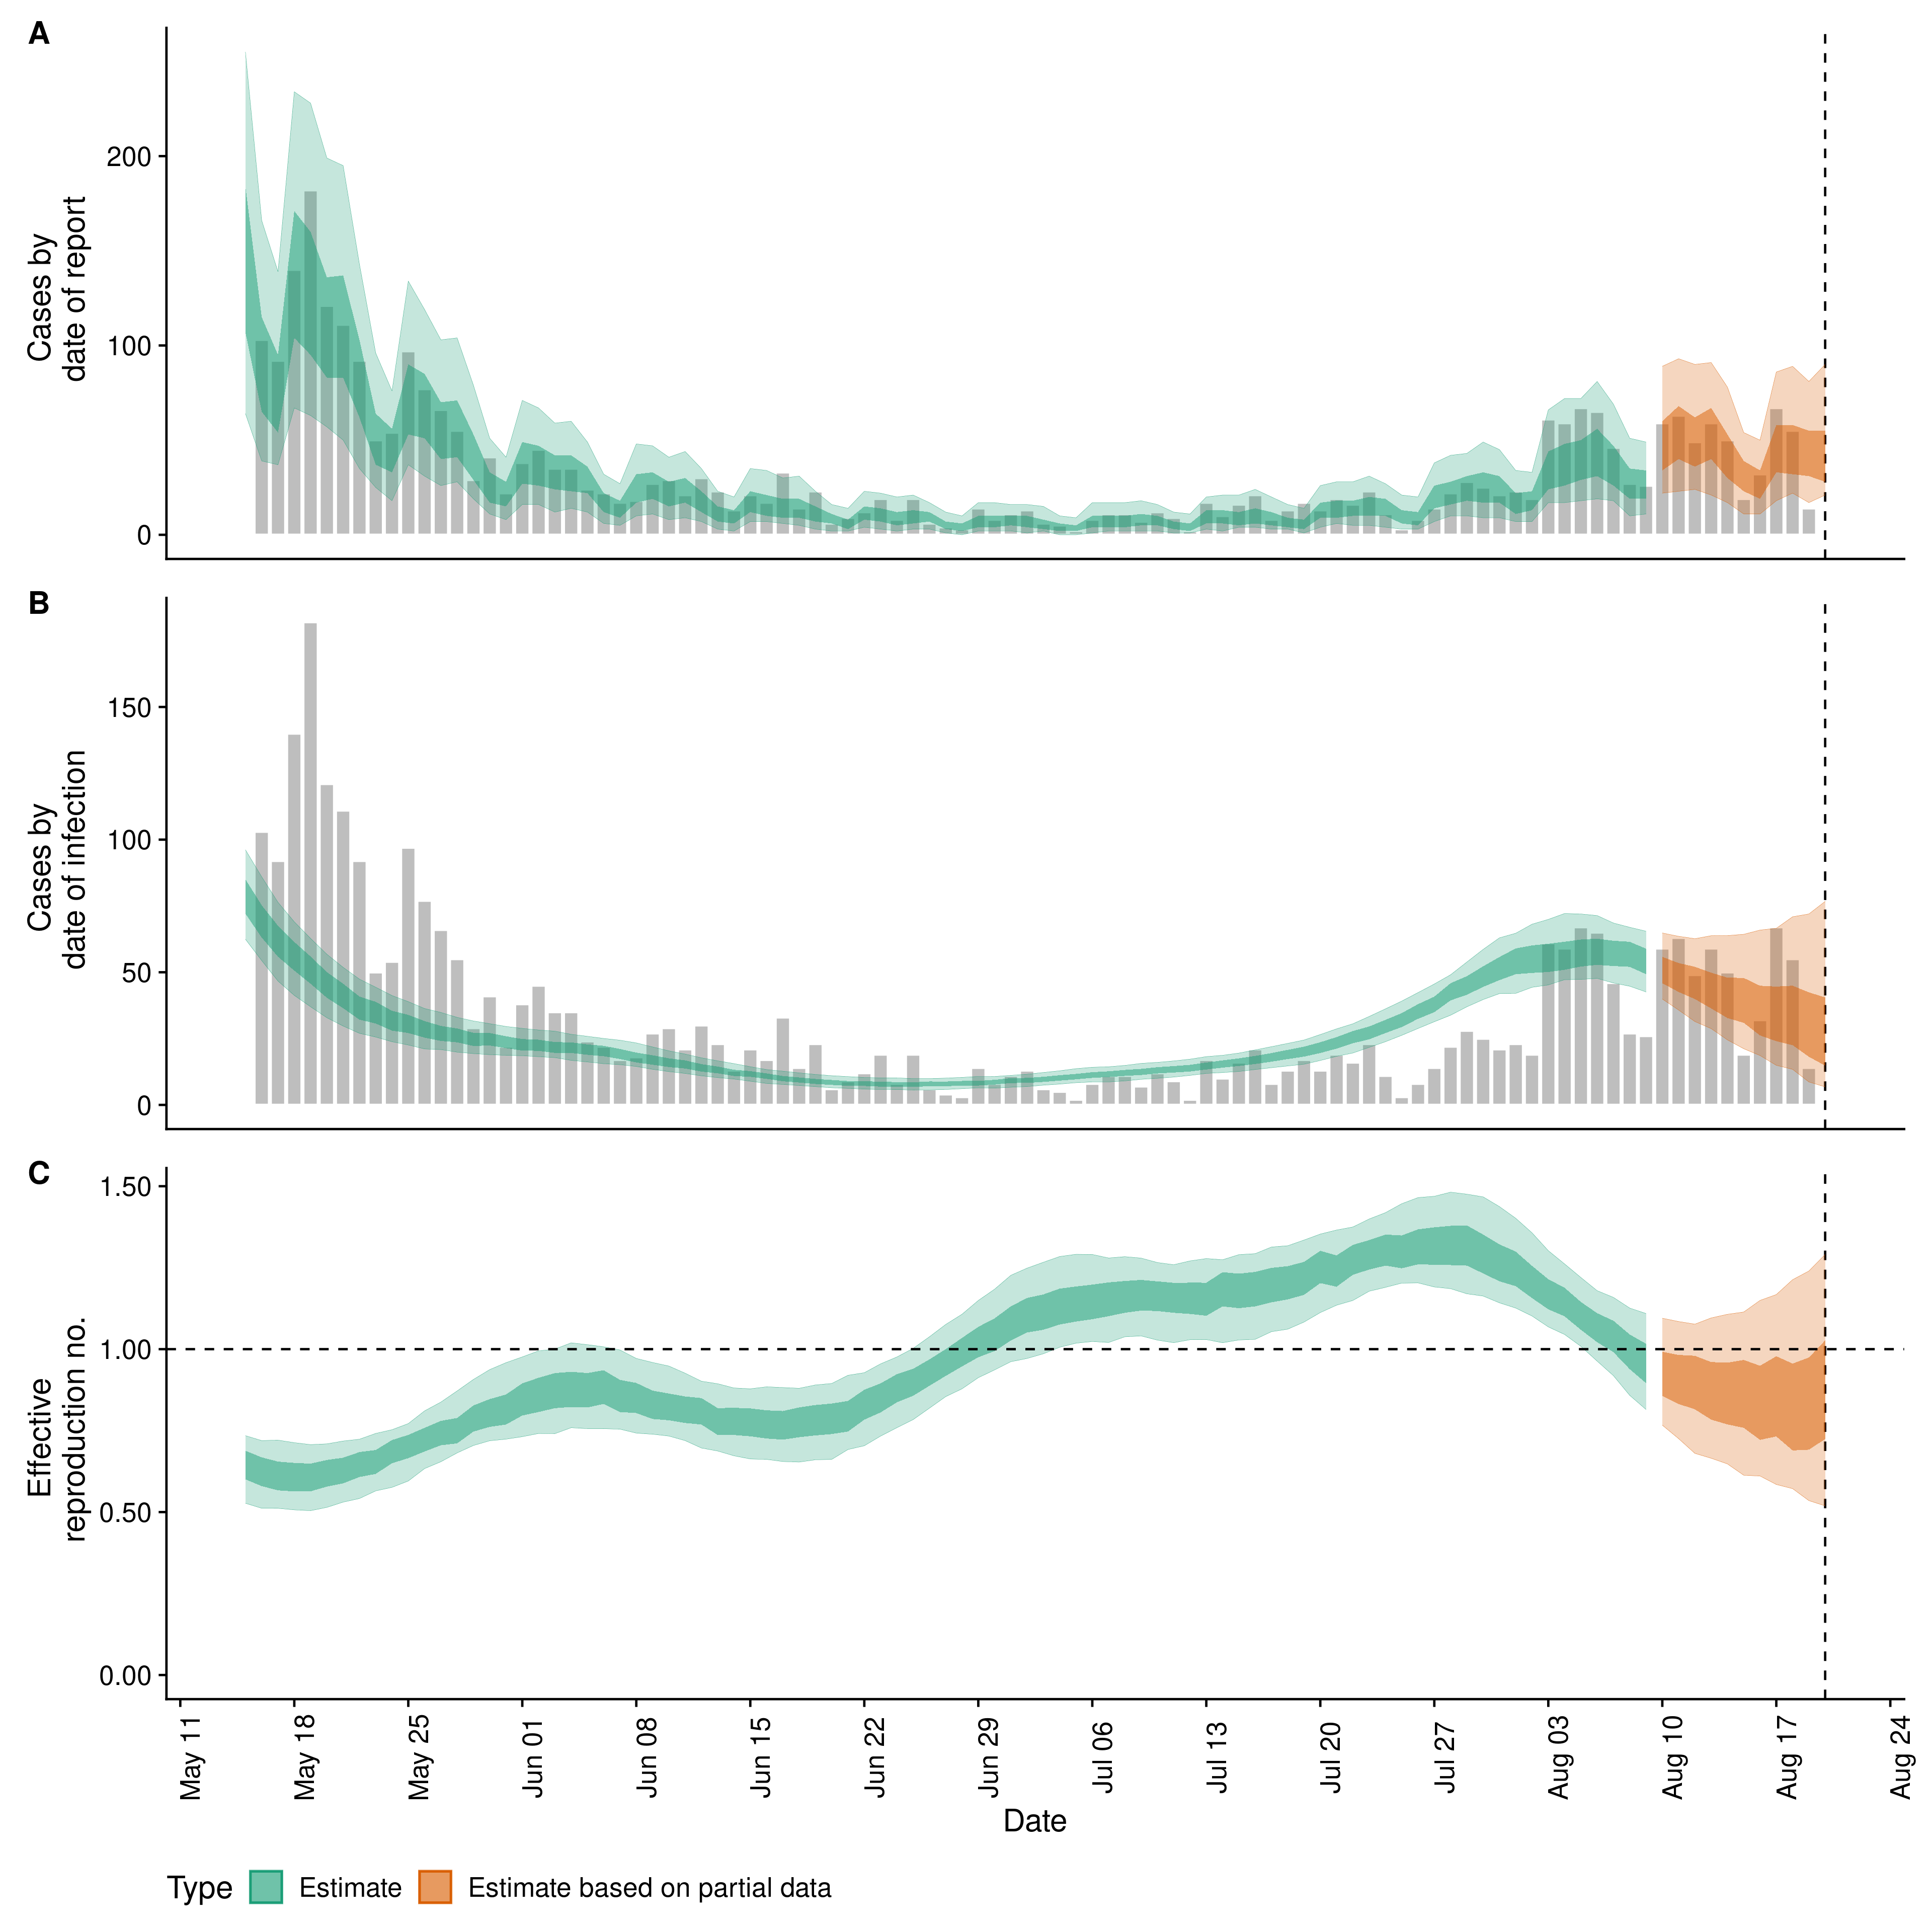 A
Cases by
date of report
200
100
0
B
Cases by
date of infection
150
100
50
0
C
Effective
reproduction no.
1.50
1.00
0.50
0.00
May 11
May 18
May 25
Jun 01
Jun 08
Jun 15
Jun 22
Jun 29
Jul 06
Jul 13
Jul 20
Jul 27
Aug 03
Aug 10
Aug 17
Aug 24
Date
Type
Estimate
Estimate based on partial data